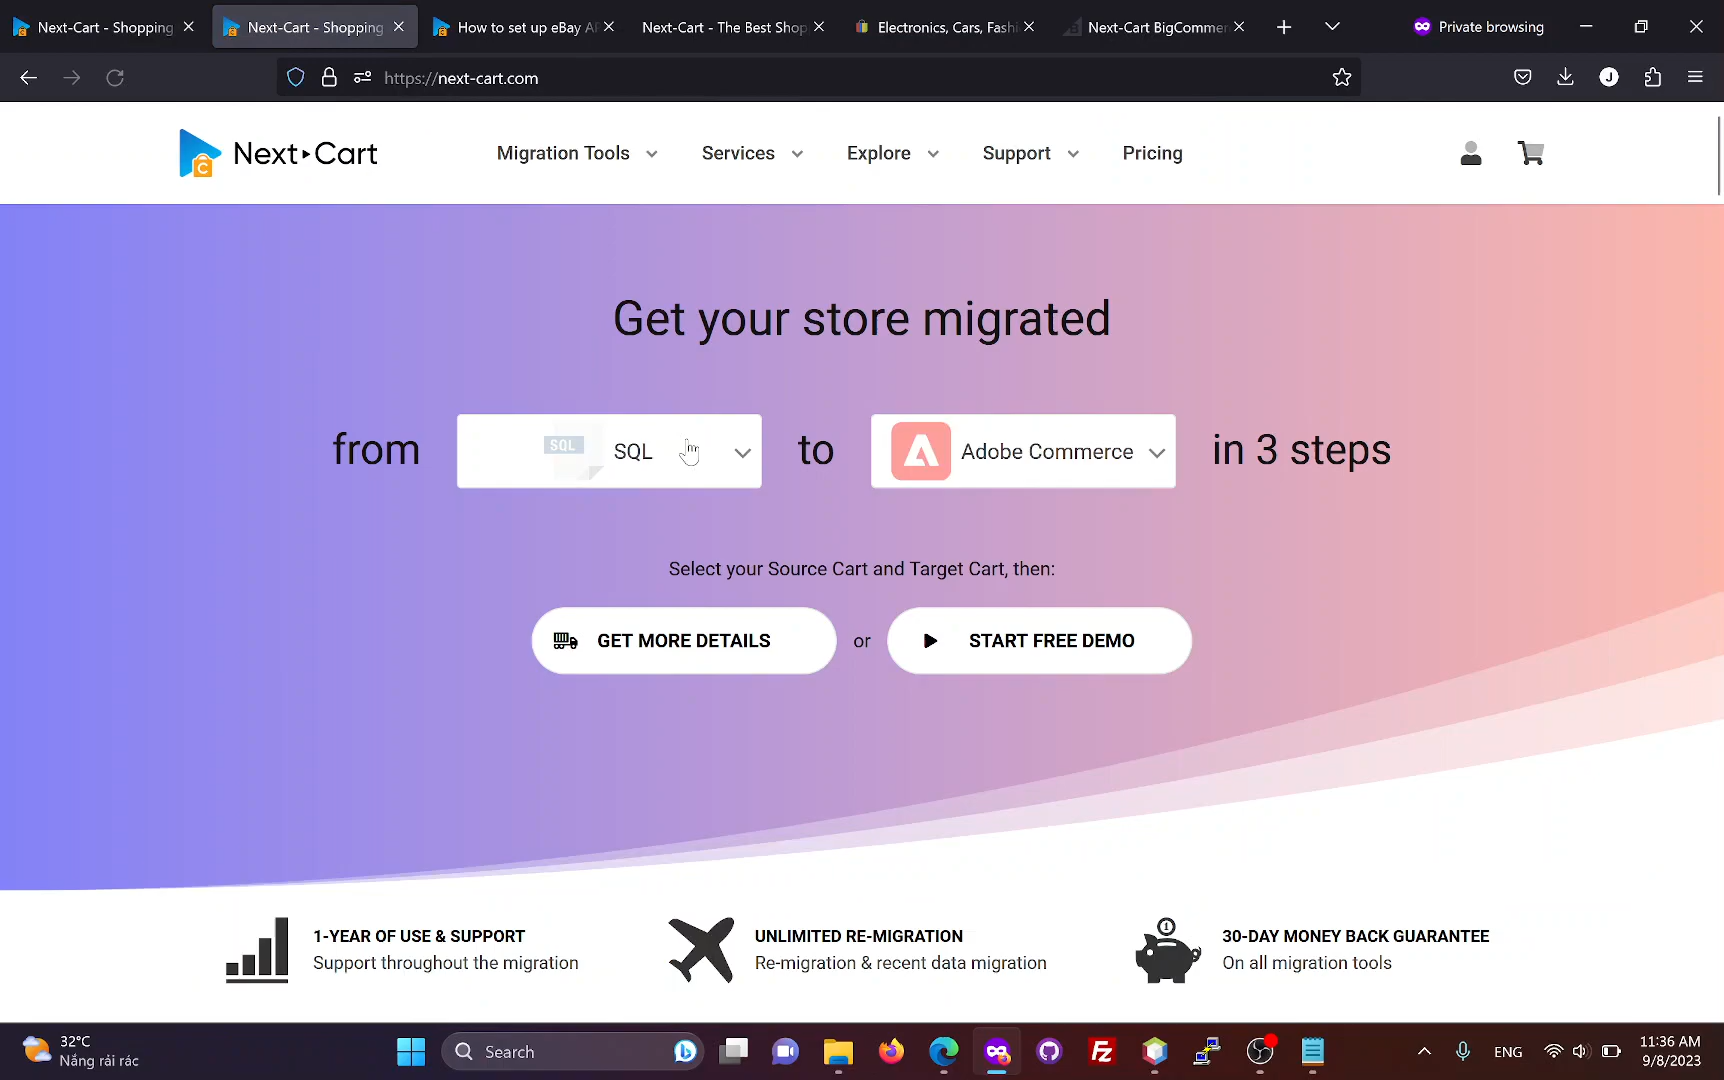 Next-Cart - Shopping
Next-Cart - Shopping
How to set up eBay AP
Next-Cart - The Best Shop
Electronics, Cars, Fashi
Next-Cart BigCommer
Private browsing
https://next-cart.com
J
Next Cart
C
Migration Tools
Services
Explore
Support
Pricing
Get your store migrated
from
SQL
SQL
to
Adobe Commerce
in 3 steps
Select your Source Cart and Target Cart, then:
GET MORE DETAILS
or
START FREE DEMO
1-YEAR OF USE & SUPPORT
Support throughout the migration
UNLIMITED RE-MIGRATION
Re-migration & recent data migration
1
30-DAY MONEY BACK GUARANTEE
On all migration tools
32°C
Nắng rải rác
Search
Fz
ENG
11:36 AM
9/8/2023